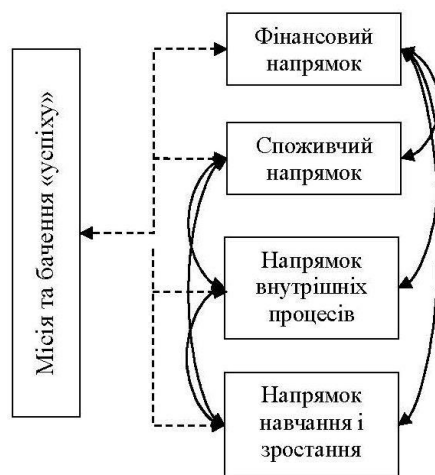 Місія та бачення «успіху»
Фінансовий
напрямок
Споживчий
напрямок
Напрямок
внутрішніх
процесів
Напрямок
навчання і
зростання